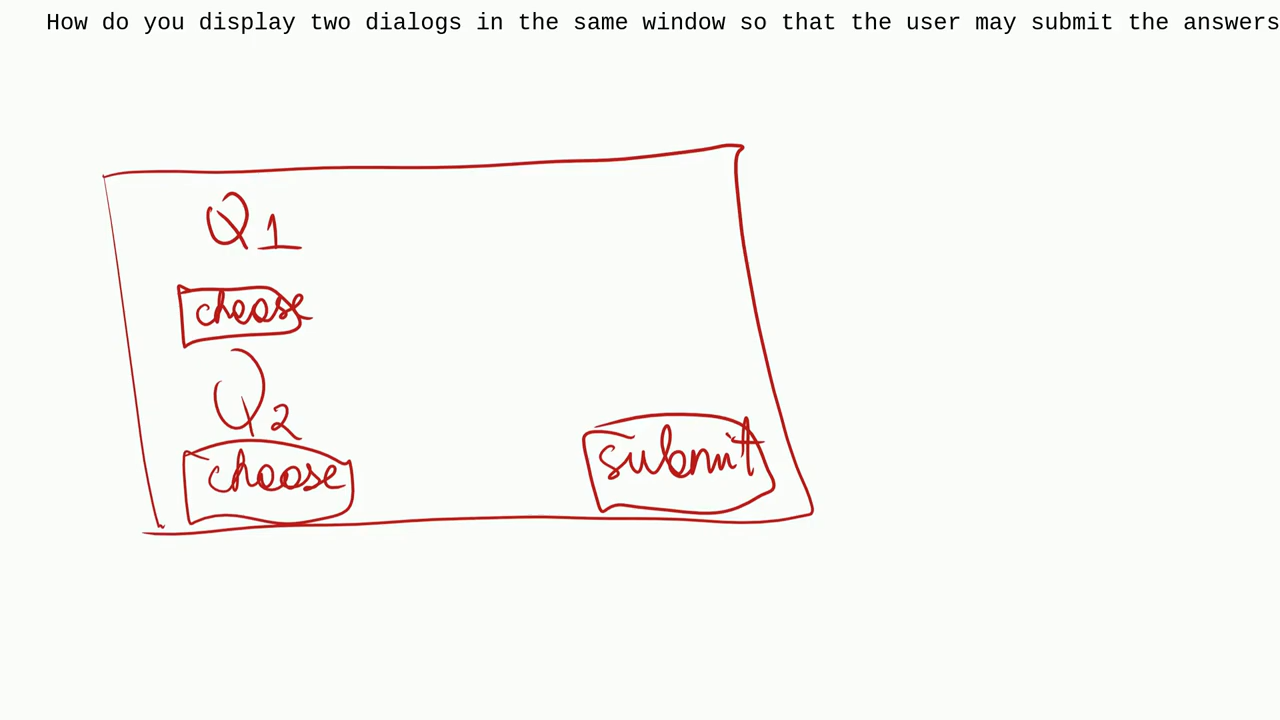 How do you display two dialogs in the same window so that the user may submit the answers
Q1
choose
Q2
choose
submit